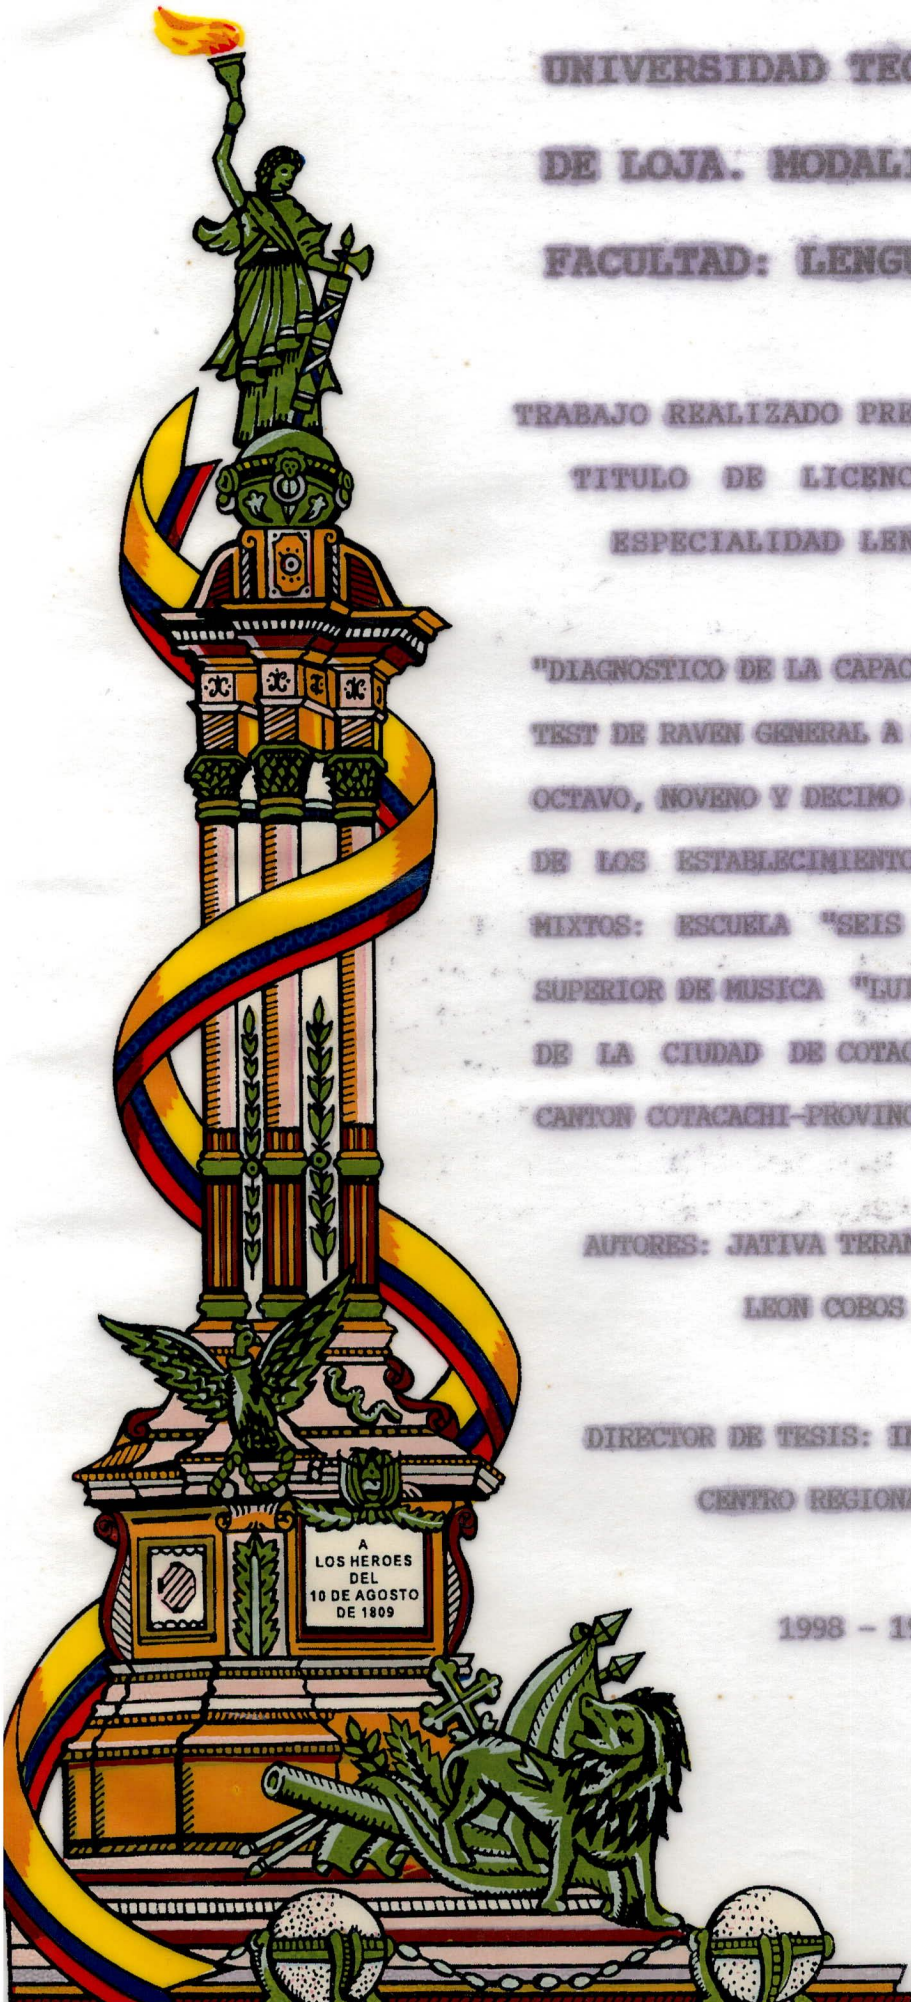 UNIVERSIDAD TEC
DE LOJA. MODALI
FACULTAD: LENGU
TRABAJO REALIZADO PRE
TITULO DE LICENC
ESPECIALIDAD LEN
"DIAGNOSTICO DE LA CAPAC
TEST DE RAVEN GENERAL A
OCTAVO, NOVENO Y DECIMO
DE LOS ESTABLECIMIENTO
MIXTOS: ESCUELA "SEIS
SUPERIOR DE MUSICA "LUI
DE LA CIUDAD DE COTAC
CANTON COTACACHI-PROVINC
AUTORES: JATIVA TERAN
LEON COBOS
DIRECTOR DE TESIS: 
CENTRO REGIONA
1998 - 19
A
LOS HEROES
DEL
10 DE AGOSTO
DE 1809